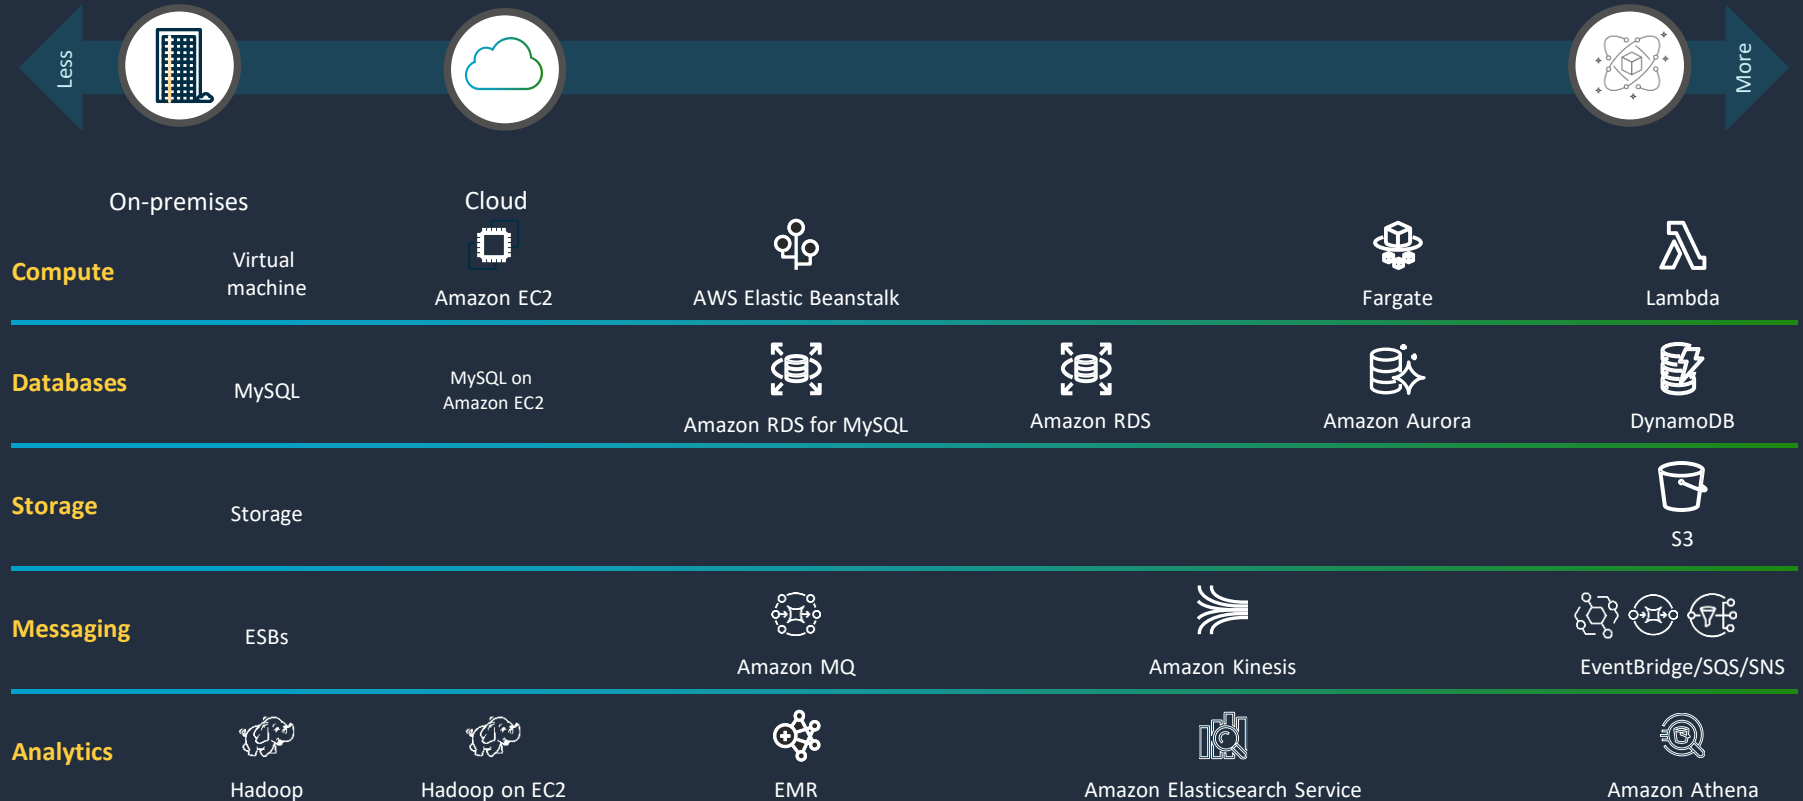 Less
More
On-premises
Cloud
Compute
Virtual
machine
Amazon EC2
AWS Elastic Beanstalk
Fargate
Lambda
Databases
MySQL
MySQL on
Amazon EC2
Amazon RDS for MySQL
Amazon RDS
Amazon Aurora
DynamoDB
Storage
Storage
S3
Messaging
ESBs
Amazon MQ
Amazon Kinesis
EventBridge/SQS/SNS
Analytics
Hadoop
Hadoop on EC2
EMR
Amazon Elasticsearch Service
Amazon Athena